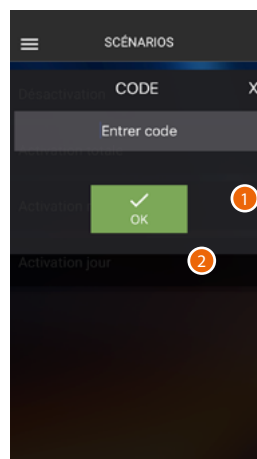 SCÉNARIOS
Désactivation
CODE
X
Entrer code
Activation
1
OK
2
Activation jour